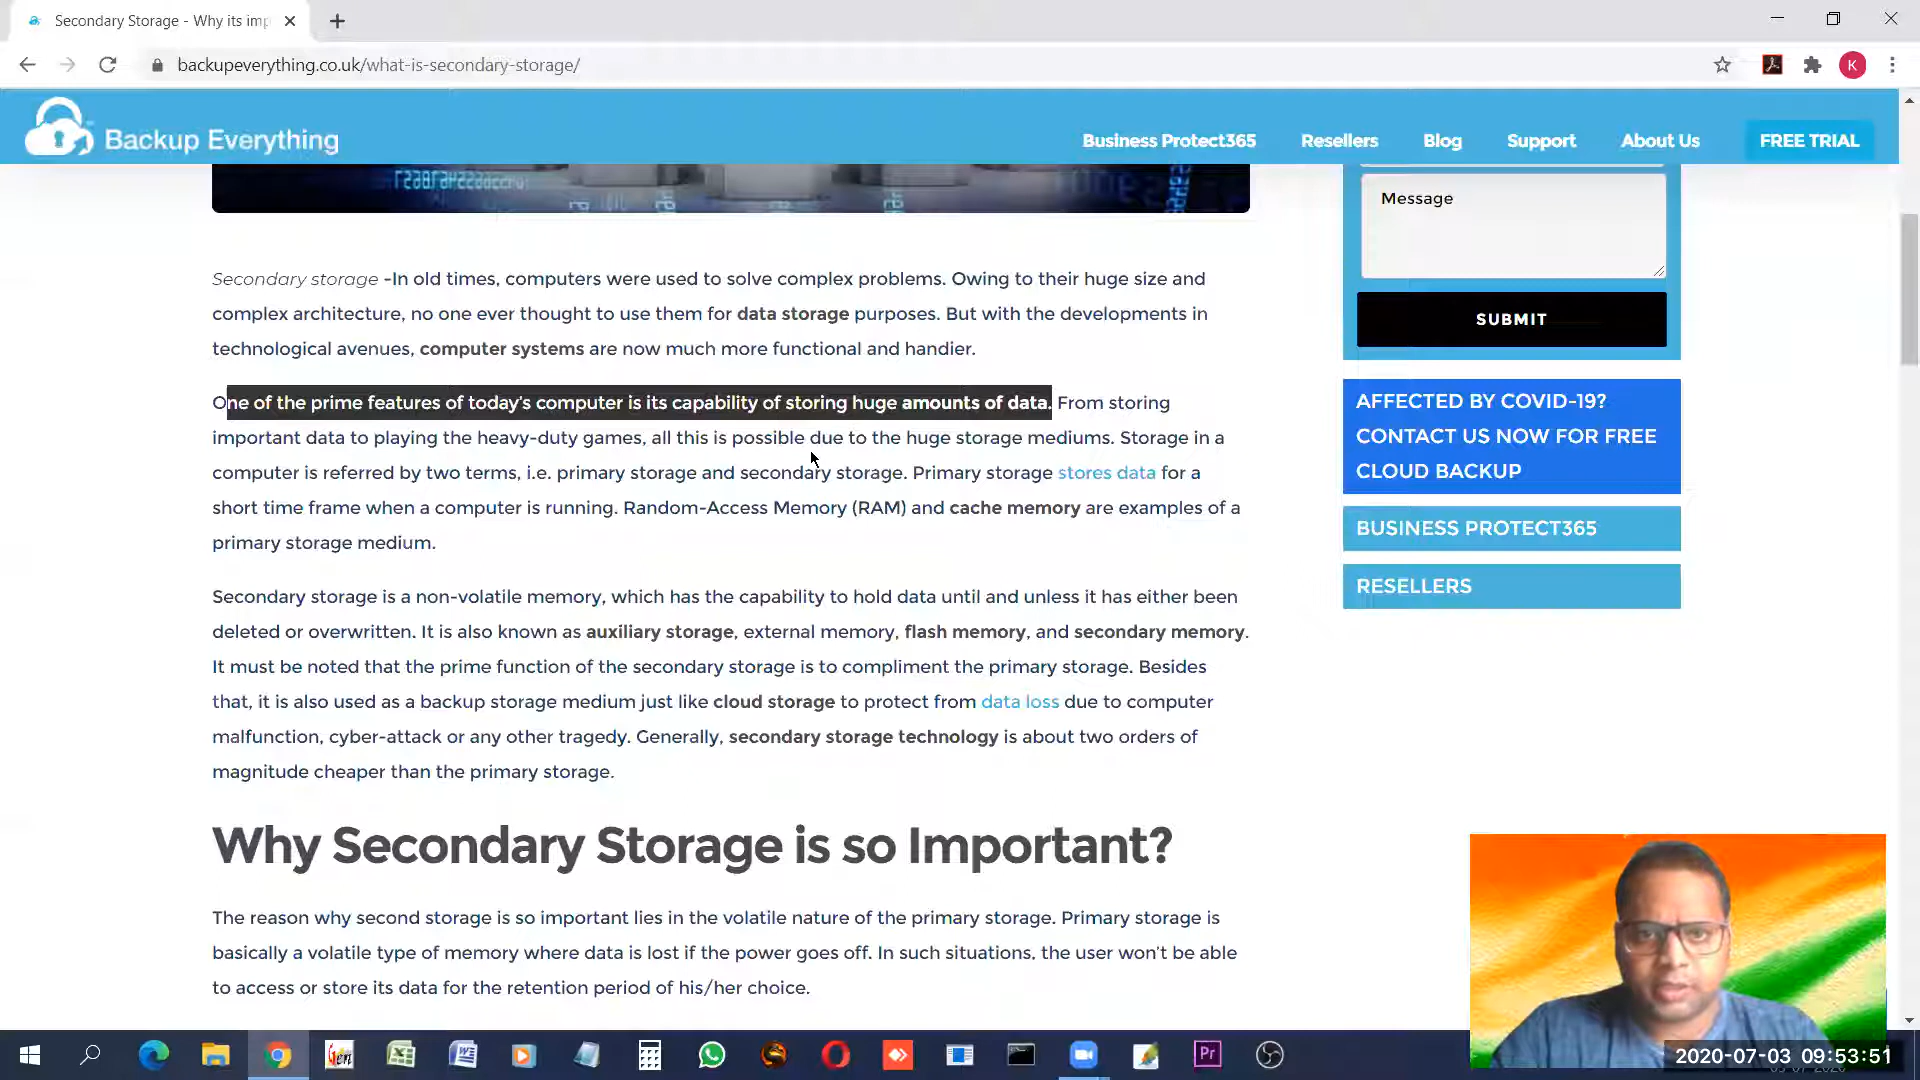 Secondary Storage - Why its imp
backupeverything.co.uk/what-is-secondary-storage/
K
Backup Everything
Business Protect365
Resellers
Blog
Support
About Us
FREE TRIAL
Message
SUBMIT
Secondary storage -In old times, computers were used to solve complex problems. Owing to their huge size and
complex architecture, no one ever thought to use them for data storage purposes. But with the developments in
technological avenues, computer systems are now much more functional and handier.
One of the prime features of today's computer is its capability of storing huge amounts of data. From storing
important data to playing the heavy-duty games, all this is possible due to the huge storage mediums. Storage in a
computer is referred by two terms, i.e. primary storage and secondary storage. Primary storage stores data for a
short time frame when a computer is running. Random-Access Memory (RAM) and cache memory are examples of a
primary storage medium.
Secondary storage is a non-volatile memory, which has the capability to hold data until and unless it has either been
deleted or overwritten. It is also known as auxiliary storage, external memory, flash memory, and secondary memory.
It must be noted that the prime function of the secondary storage is to compliment the primary storage. Besides
that, it is also used as a backup storage medium just like cloud storage to protect from data loss due to computer
malfunction, cyber-attack or any other tragedy. Generally, secondary storage technology is about two orders of
magnitude cheaper than the primary storage.
Why Secondary Storage is so Important?
The reason why second storage is so important lies in the volatile nature of the primary storage. Primary storage is
basically a volatile type of memory where data is lost if the power goes off. In such situations, the user won't be able
to access or store its data for the retention period of his/her choice.
AFFECTED BY COVID-19?
CONTACT US NOW FOR FREE
CLOUD BACKUP
BUSINESS PROTECT365
RESELLERS
Gen
Pr
2020-07-03 09:53:51